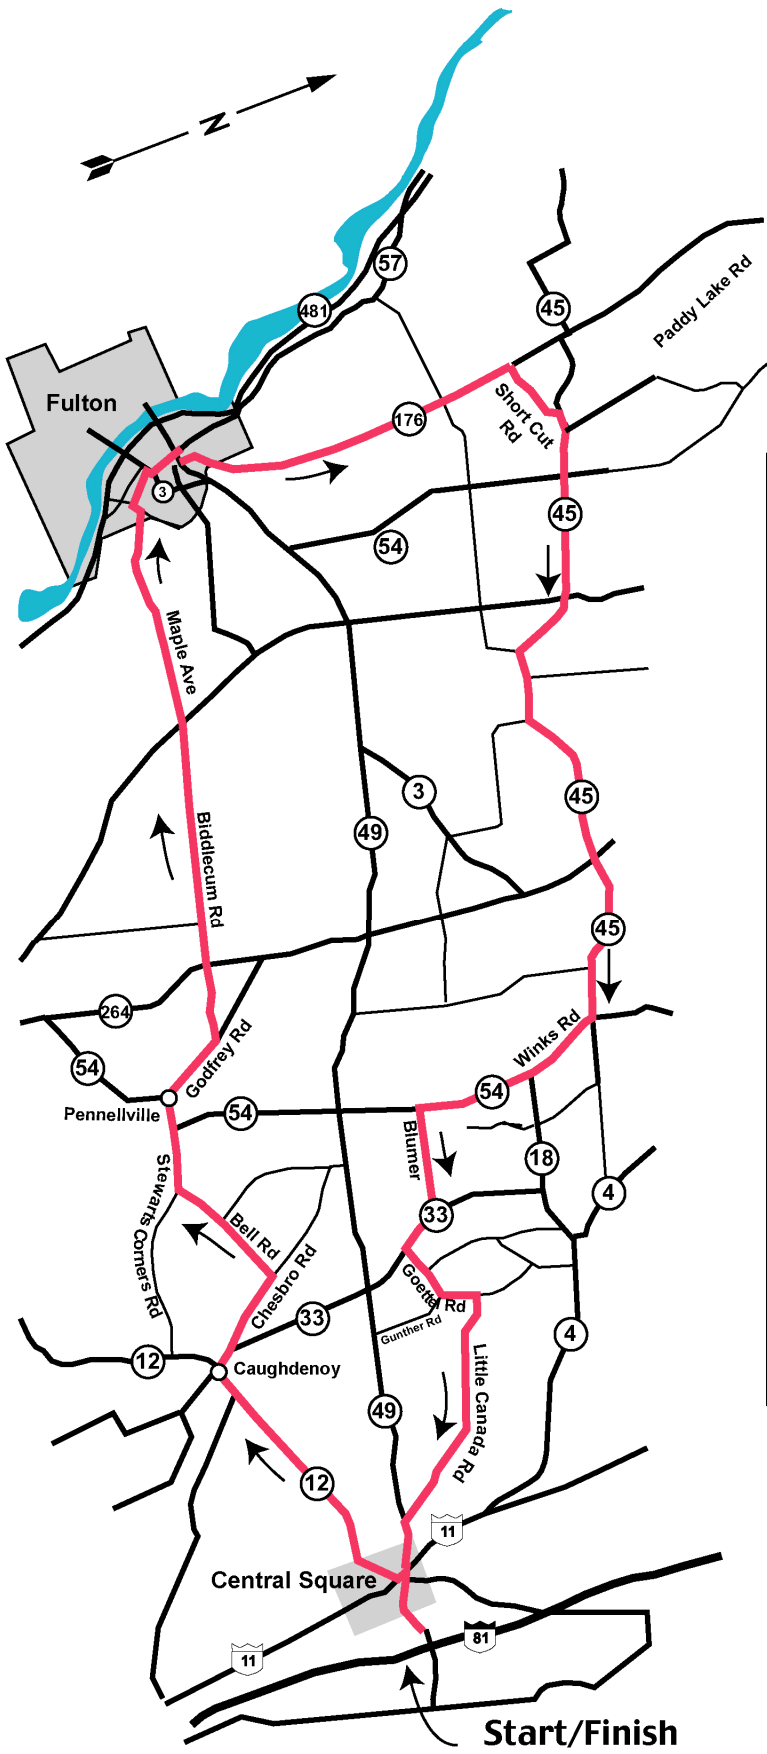 N
57
481
45
Paddy Lake Rd
Fulton
Short Cut
Rd
176
3
45
54
Maple Ave
3
45
49
Biddlecum Rd
45
264
Winks Rd
Godfrey Rd
54
54
Pennellville
54
Blumer
18
Stewarts Corners Rd
4
33
Bell Rd
Chesbro Rd
Goettel Rd
33
Gunther Rd
4
12
Caughdenoy
Little Canada Rd
49
12
11
Central Square
81
11
Start/Finish